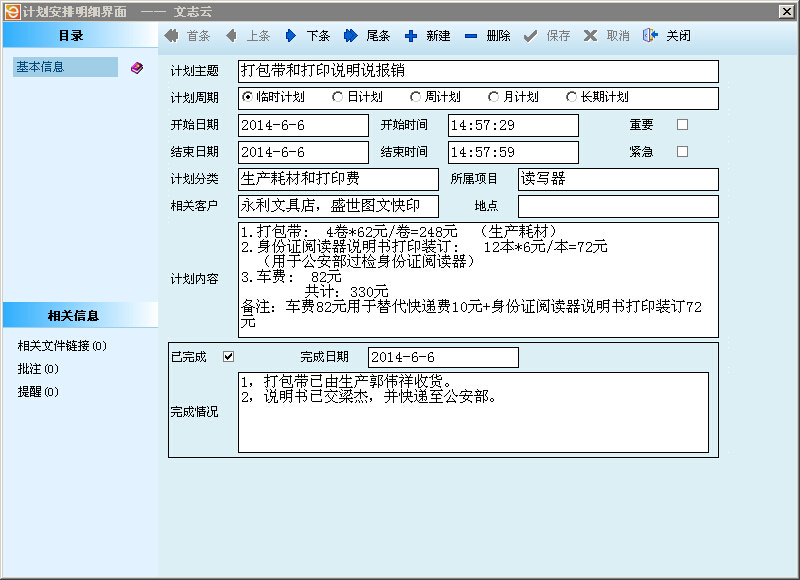 计划安排明细界面 —— 文志云
目录
首条 上条 下条 尾条 新建 删除 保存 取消 关闭
基本信息
计划主题 打包带和打印说明说报销
计划周期 临时计划 日计划 周计划 月计划 长期计划
开始日期 2014-6-6 开始时间 14:57:29 重要
结束日期 2014-6-6 结束时间 14:57:59 紧急
计划分类 生产耗材和打印费 所属项目 读写器
相关客户 永利文具店，盛世图文快印 地点
计划内容
1.打包带： 4卷*62元/卷=248元 （生产耗材）
2.身份证阅读器说明书打印装订： 12本*6元/本=72元
（用于公安部过检身份证阅读器）
3.车费： 82元
共计：330元
备注：车费82元用于替代快递费10元+身份证阅读器说明书打印装订72
元
相关信息
相关文件链接(0)
批注(0)
提醒(0)
已完成 完成日期 2014-6-6
完成情况
1，打包带已由生产郭伟祥收货。
2，说明书已交梁杰，并快递至公安部。